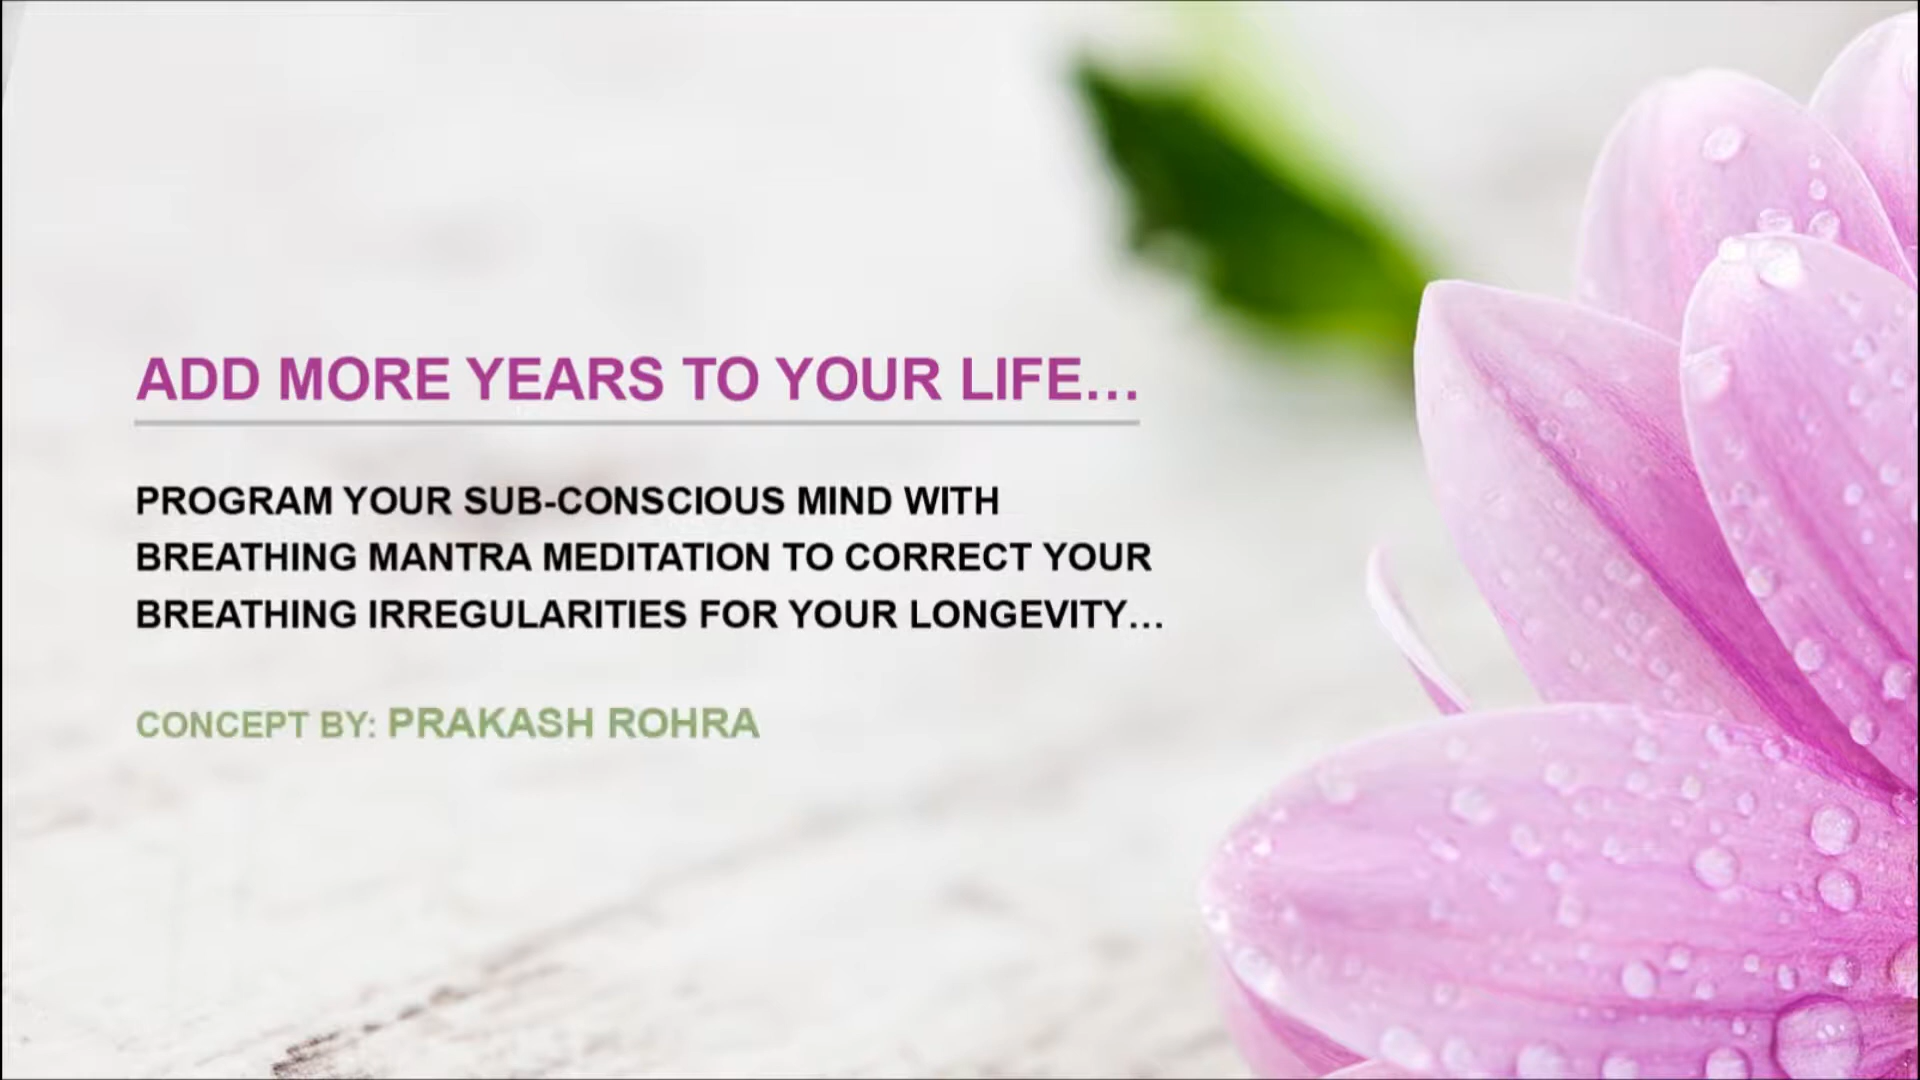 ADD MORE YEARS TO YOUR LIFE...
PROGRAM YOUR SUB-CONSCIOUS MIND WITH
BREATHING MANTRA MEDITATION TO CORRECT YOUR
BREATHING IRREGULARITIES FOR YOUR LONGEVITY...
CONCEPT BY: PRAKASH ROHRA